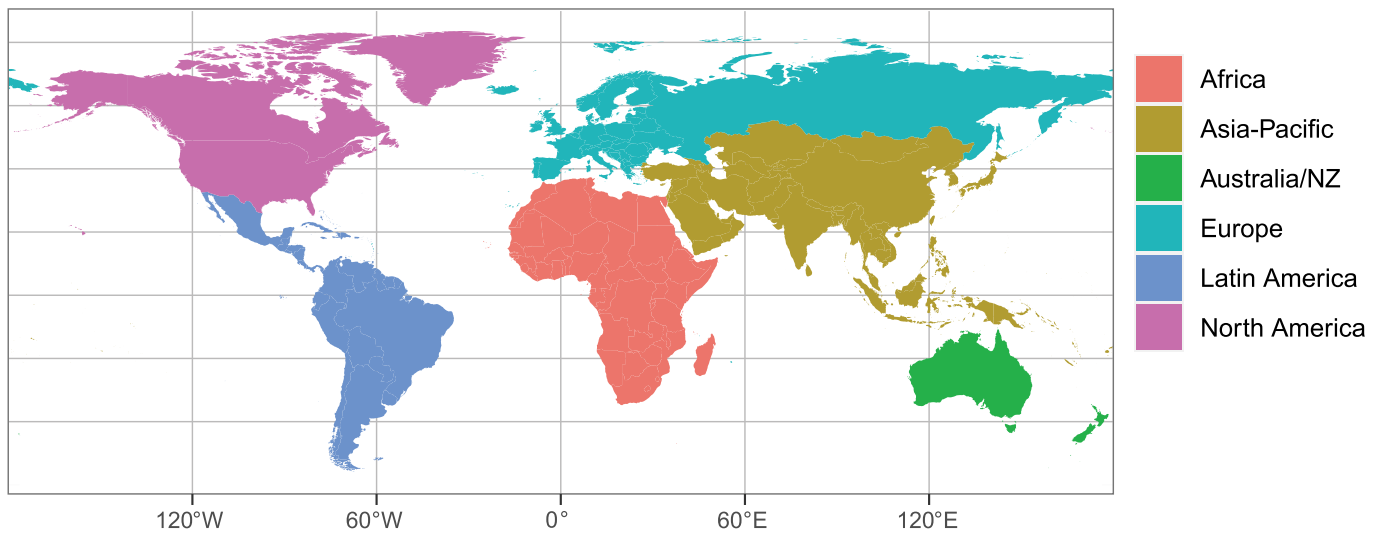 Africa
Asia-Pacific
Australia/NZ
Europe
Latin America
North America
120°W
60°W
0°
60°E
120°E